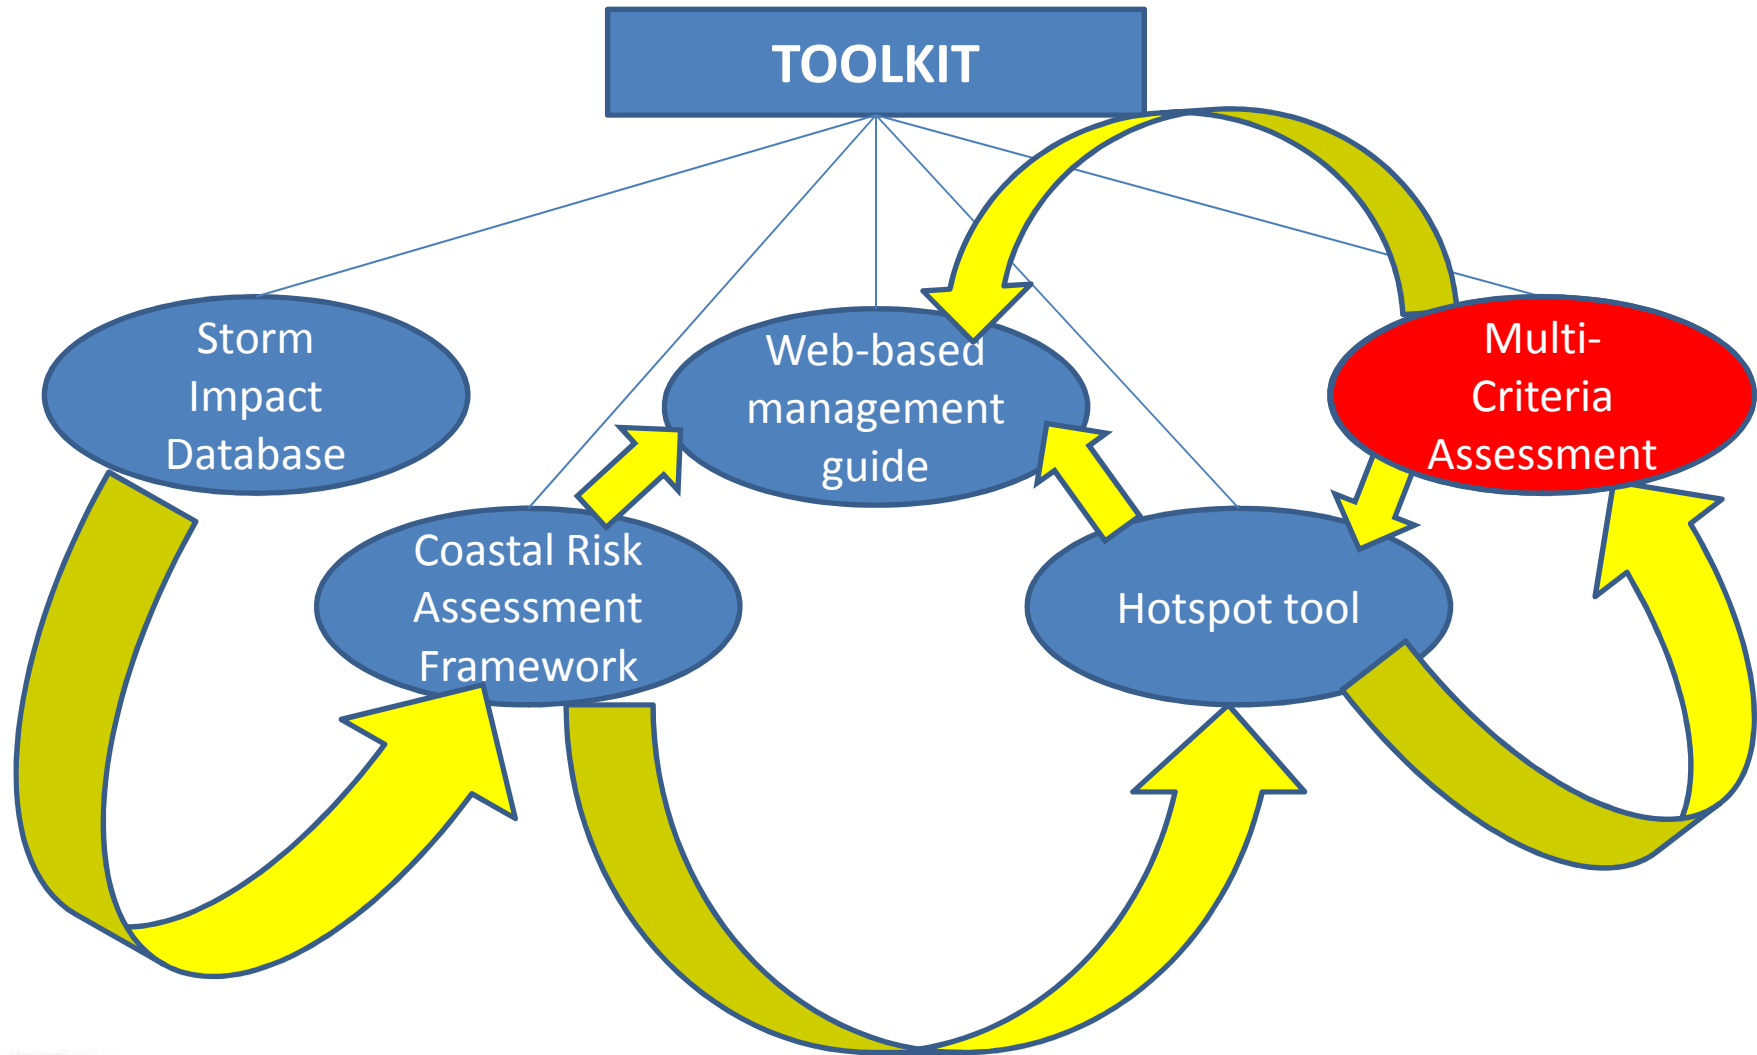 TOOLKIT
Storm
Impact
Database
Web-based
management
guide
Multi-
Criteria
Assessment
Coastal Risk
Assessment
Framework
Hotspot tool